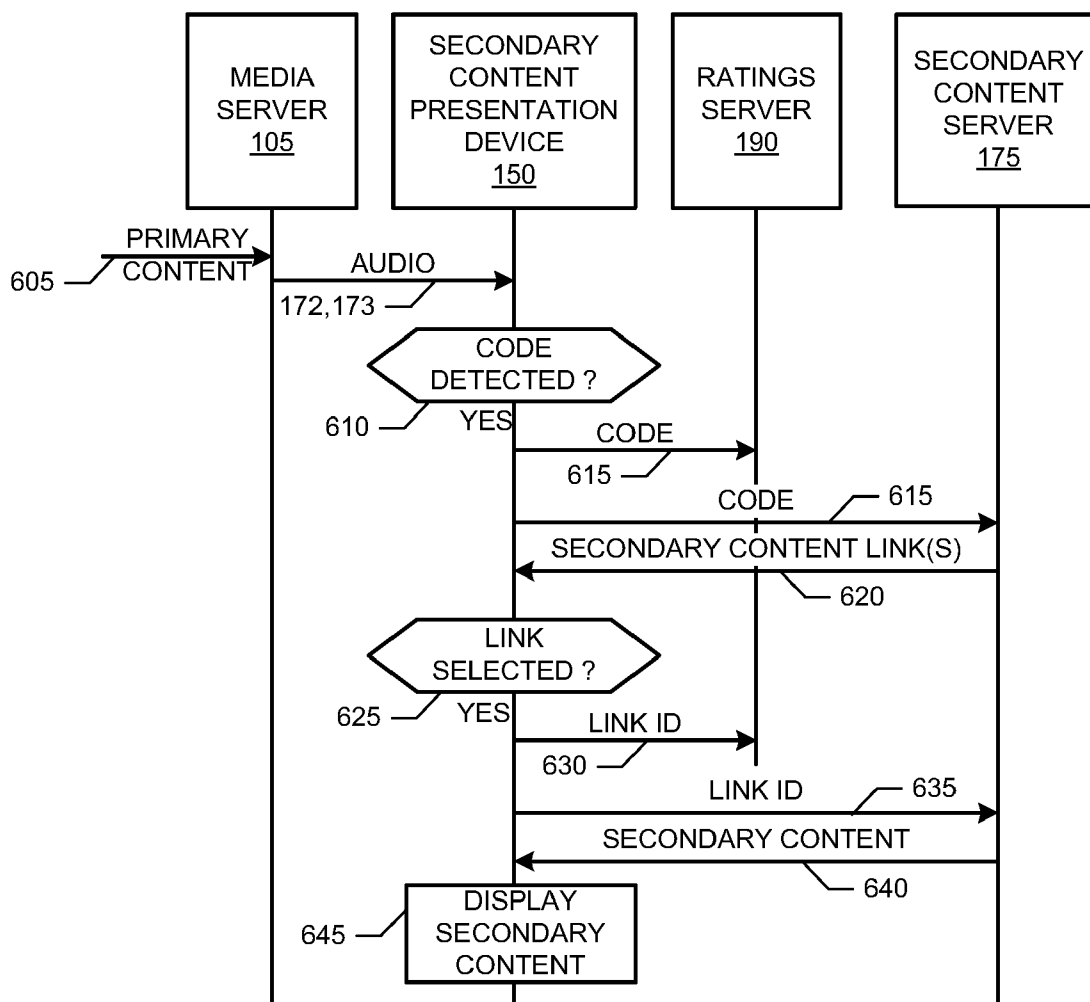 MEDIA
SERVER
105
SECONDARY
CONTENT
PRESENTATION
DEVICE
150
RATINGS
SERVER
190
SECONDARY
CONTENT
SERVER
175
PRIMARY
CONTENT
605
AUDIO
172,173
CODE
DETECTED ?
610
YES
CODE
615
CODE
615
SECONDARY CONTENT LINK(S)
620
LINK
SELECTED ?
625
YES
LINK ID
630
LINK ID
635
SECONDARY CONTENT
640
DISPLAY
SECONDARY
CONTENT
645